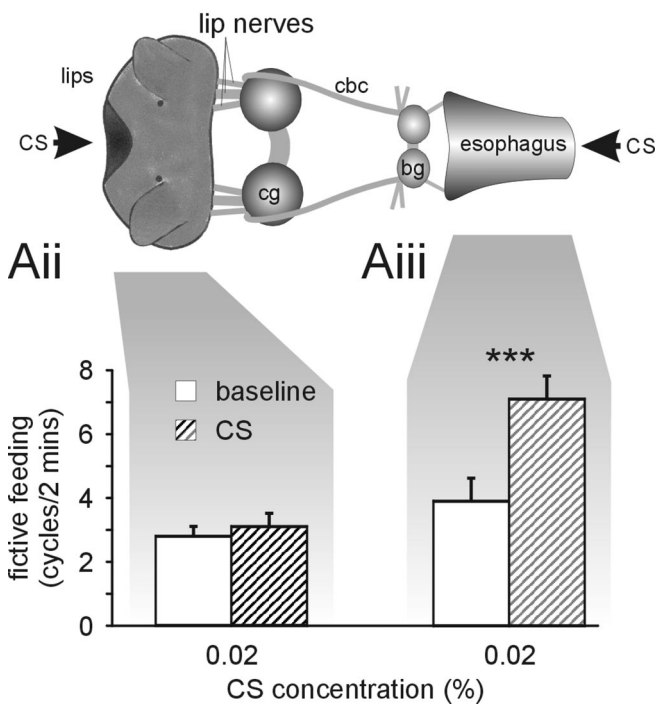 lip nerves
lips
cbc
CS
esophagus
CS
bg
cg
Aii
Aiii
***
8
baseline
6
CS
4
2
0
fictive feeding
(cycles/2 mins)
0.02
0.02
CS concentration (%)